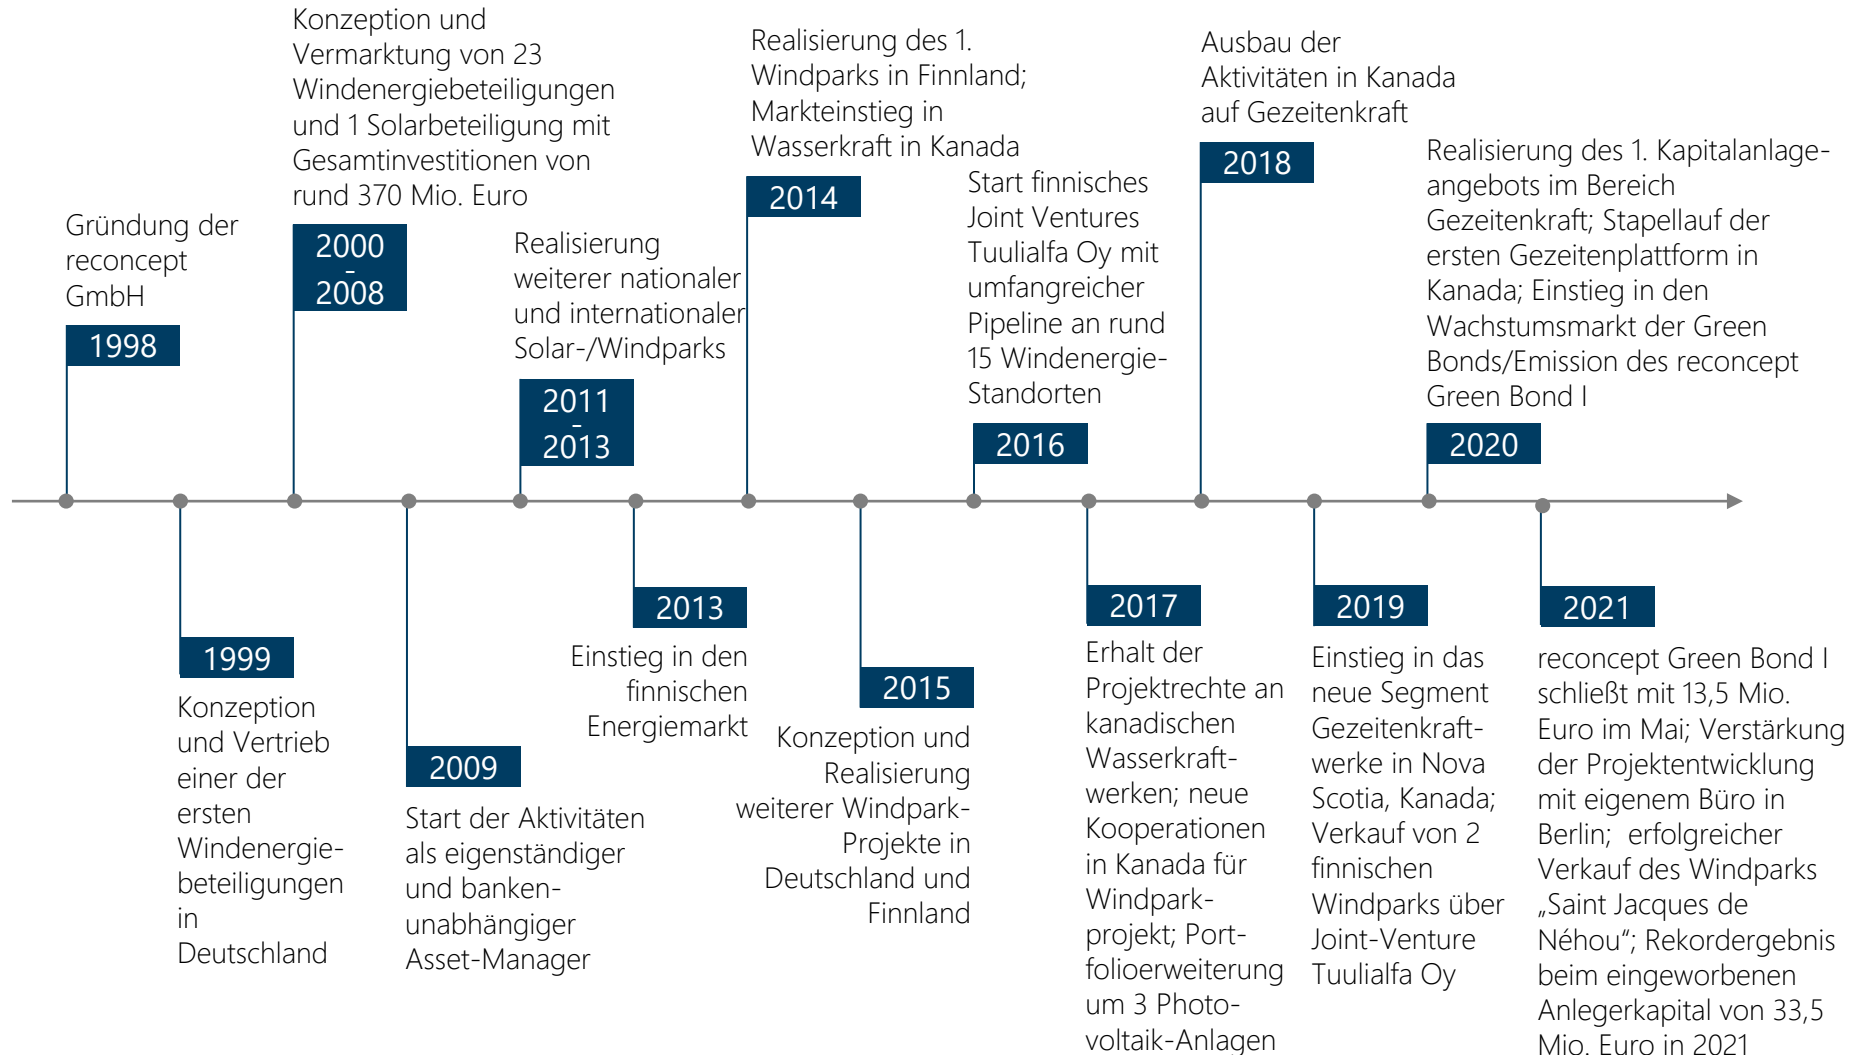 Gründung der
reconcept
GmbH
1998
1999
Konzeption
und Vertrieb
einer der
ersten
Windenergie-
beteiligungen
in
Deutschland
Konzeption und
Vermarktung von 23
Windenergiebeteiligungen
und 1 Solarbeteiligung mit
Gesamtinvestitionen von
rund 370 Mio. Euro
2000
-
2008
2009
Start der Aktivitäten
als eigenständiger
und banken-
unabhängiger
Asset-Manager
Realisierung
weiterer nationaler
und internationaler
Solar-/Windparks
2011
-
2013
2013
Einstieg in den
finnischen
Energiemarkt
Realisierung des 1.
Windparks in Finnland;
Markteinstieg in
Wasserkraft in Kanada
2014
2015
Konzeption und
Realisierung
weiterer Windpark-
Projekte in
Deutschland und
Finnland
Start finnisches
Joint Ventures
Tuulialfa Oy mit
umfangreicher
Pipeline an rund
15 Windenergie-
Standorten
2016
2017
Erhalt der
Projektrechte an
kanadischen
Wasserkraft-
werken; neue
Kooperationen
in Kanada für
Windpark-
projekt; Port-
folioerweiterung
um 3 Photo-
voltaik-Anlagen
Ausbau der
Aktivitäten in Kanada
auf Gezeitenkraft
2018
2019
Einstieg in das
neue Segment
Gezeitenkraft-
werke in Nova
Scotia, Kanada;
Verkauf von 2
finnischen
Windparks über
Joint-Venture
Tuulialfa Oy
Realisierung des 1. Kapitalanlage-
angebots im Bereich
Gezeitenkraft; Stapellauf der
ersten Gezeitenplattform in
Kanada; Einstieg in den
Wachstumsmarkt der Green
Bonds/Emission des reconcept
Green Bond I
2020
2021
reconcept Green Bond I
schließt mit 13,5 Mio.
Euro im Mai; Verstärkung
der Projektentwicklung
mit eigenem Büro in
Berlin;  erfolgreicher
Verkauf des Windparks
„Saint Jacques de
Néhou“; Rekordergebnis
beim eingeworbenen
Anlegerkapital von 33,5
Mio. Euro in 2021